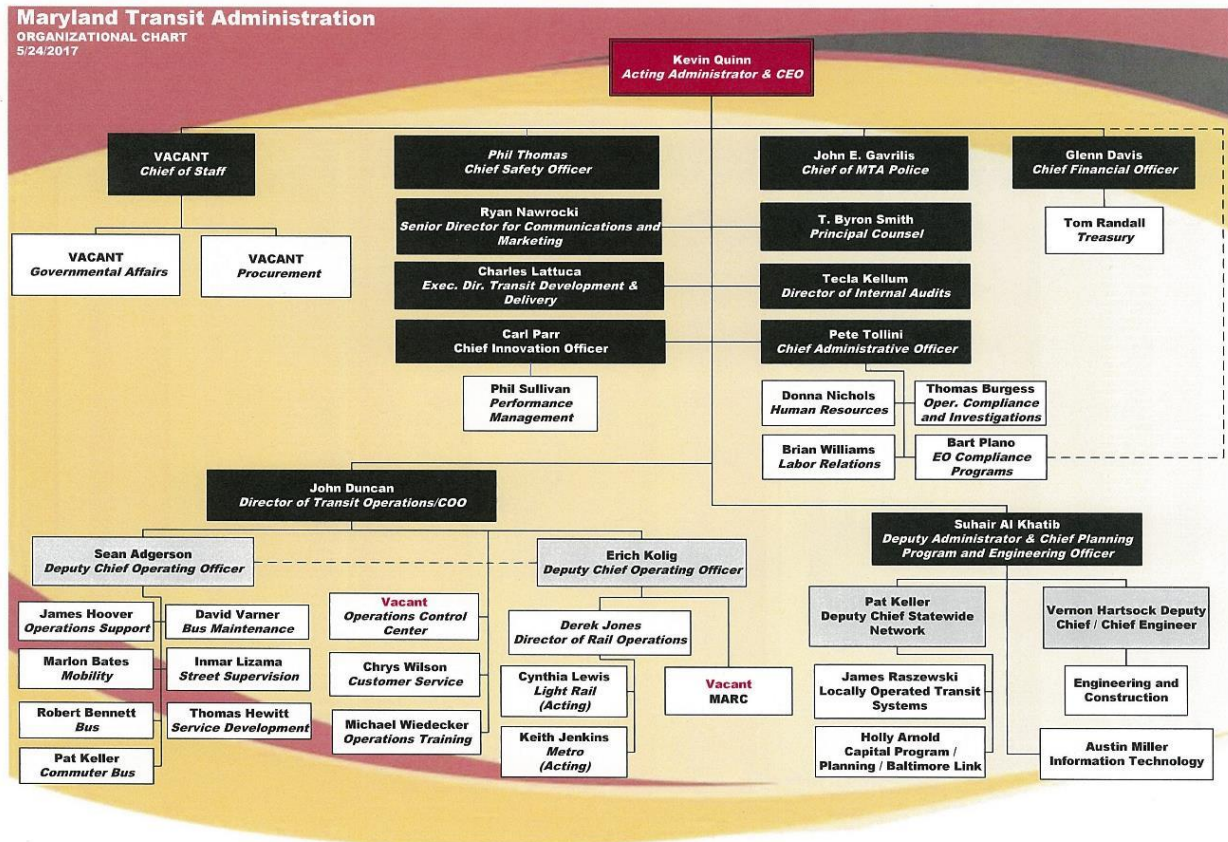 Maryland Transit Administration
ORGANIZATIONAL CHART
5/24/2017
Kevin Quinn
Acting Administrator & CEO
VACANT
Chief of Staff
Phil Thomas
Chief Safety Officer
John E. Gavrilis
Chief of MTA Police
Glenn Davis
Chief Financial Officer
VACANT
Governmental Affairs
VACANT
Procurement
Ryan Nawrocki
Senior Director for Communications and
Marketing
T. Byron Smith
Principal Counsel
Tom Randall
Treasury
Charles Lattuca
Exec. Dir. Transit Development &
Delivery
Tecla Kellum
Director of Internal Audits
Carl Parr
Chief Innovation Officer
Pete Tollini
Chief Administrative Officer
Phil Sullivan
Performance
Management
Donna Nichols
Human Resources
Thomas Burgess
Oper. Compliance
and Investigations
Brian Williams
Labor Relations
Bart Plano
EO Compliance
Programs
John Duncan
Director of Transit Operations/COO
Suhair Al Khatib
Deputy Administrator & Chief Planning
Program and Engineering Officer
Sean Adgerson
Deputy Chief Operating Officer
Erich Kolig
Deputy Chief Operating Officer
James Hoover
Operations Support
David Varner
Bus Maintenance
Marlon Bates
Mobility
Inmar Lizama
Street Supervision
Robert Bennett
Bus
Thomas Hewitt
Service Development
Pat Keller
Commuter Bus
Vacant
Operations Control
Center
Chrys Wilson
Customer Service
Michael Wiedecker
Operations Training
Derek Jones
Director of Rail Operations
Cynthia Lewis
Light Rail
(Acting)
Keith Jenkins
Metro
(Acting)
Vacant
MARC
Pat Keller
Deputy Chief Statewide
Network
Vernon Hartsock Deputy
Chief / Chief Engineer
James Raszewski
Locally Operated Transit
Systems
Engineering and
Construction
Holly Arnold
Capital Program /
Planning / Baltimore Link
Austin Miller
Information Technology